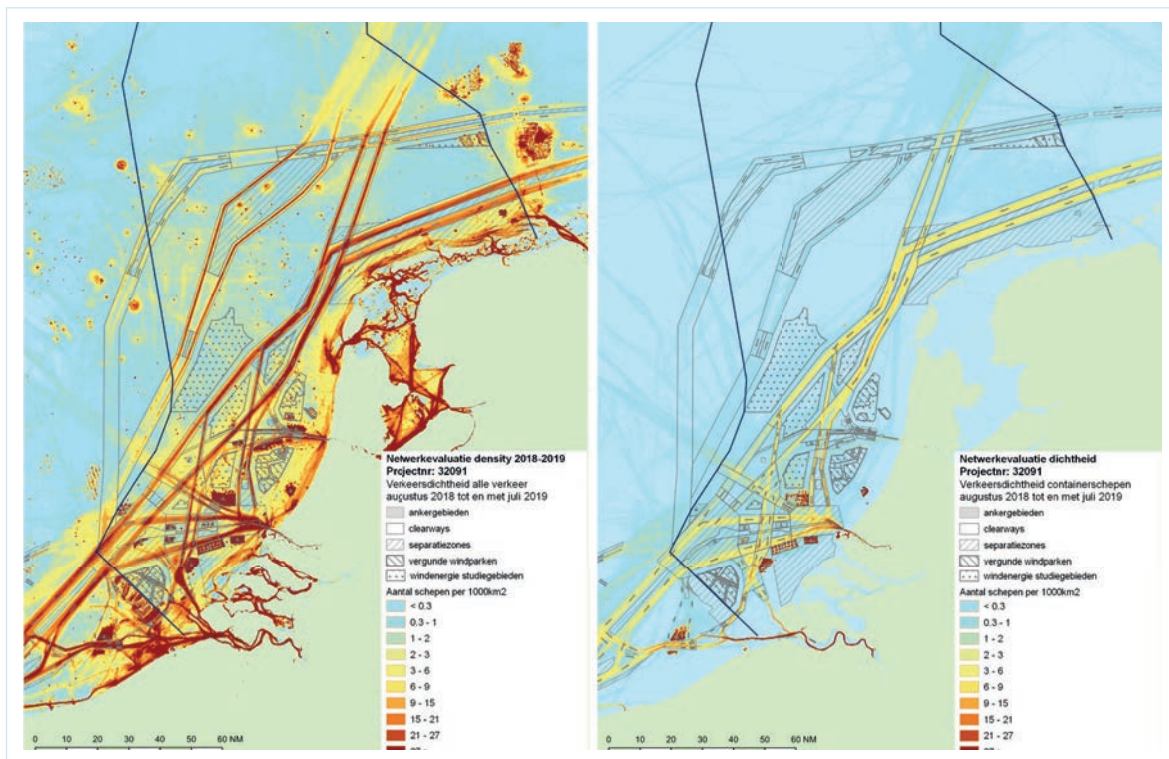 Netwerkevaluatie density 2018-2019
Projectnr: 32091
Verkeersdichtheid alle verkeer
augustus 2018 tot en met juli 2019
ankergebieden
clearways
separatiezones
vergunde windparken
windenergie studiegebieden
Aantal schepen per 1000km2
< 0.3
0.3 - 1
1 - 2
2 - 3
3 - 6
6 - 9
9 - 15
15 - 21
21 - 27
0 10 20 30 40 50 60 NM
Netwerkevaluatie dichtheid
Projectnr: 32091
Verkeersdichtheid containerschepen
augustus 2018 tot en met juli 2019
ankergebieden
clearways
separatiezones
vergunde windparken
windenergie studiegebieden
Aantal schepen per 1000km2
< 0.3
0.3 - 1
1 - 2
2 - 3
3 - 6
6 - 9
9 - 15
15 - 21
21 - 27
0 10 20 30 40 50 60 NM